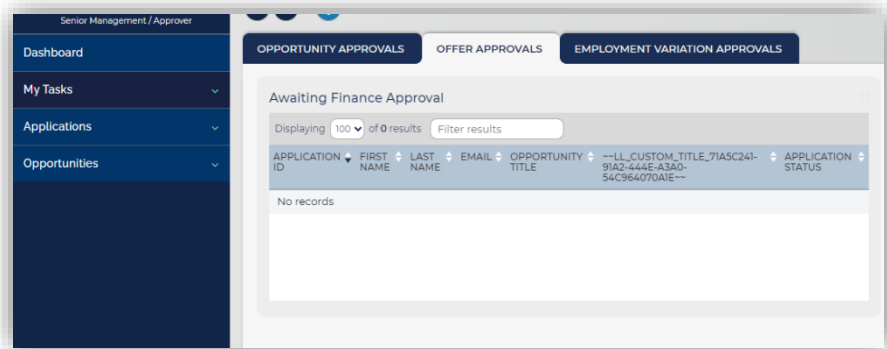 Senior Management / Approver
Dashboard
My Tasks
Applications
Opportunities
OPPORTUNITY APPROVALS
OFFER APPROVALS
EMPLOYMENT VARIATION APPROVALS
Awaiting Finance Approval
Displaying 100 of 0 results Filter results
APPLICATION ID
FIRST NAME
LAST NAME
EMAIL
OPPORTUNITY TITLE
~~LL_CUSTOM_TITLE_71A5C241-
91A2-444E-A3A0-
54C964070A1E~~
APPLICATION STATUS
No records